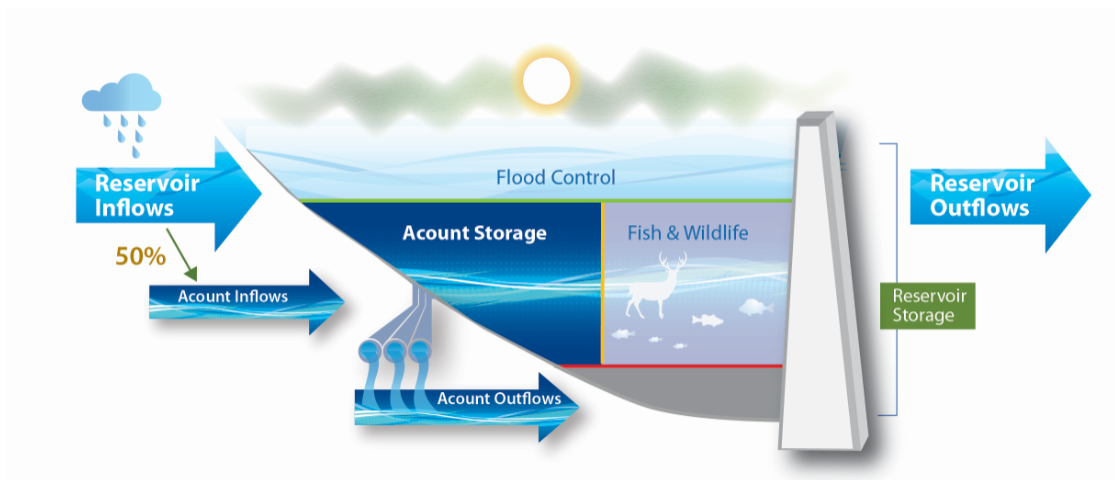 Flood Control
Reservoir
Inflows
Reservoir
Outflows
Acount Storage
Fish & Wildlife
50%
Acount Inflows
Reservoir
Storage
Acount Outflows